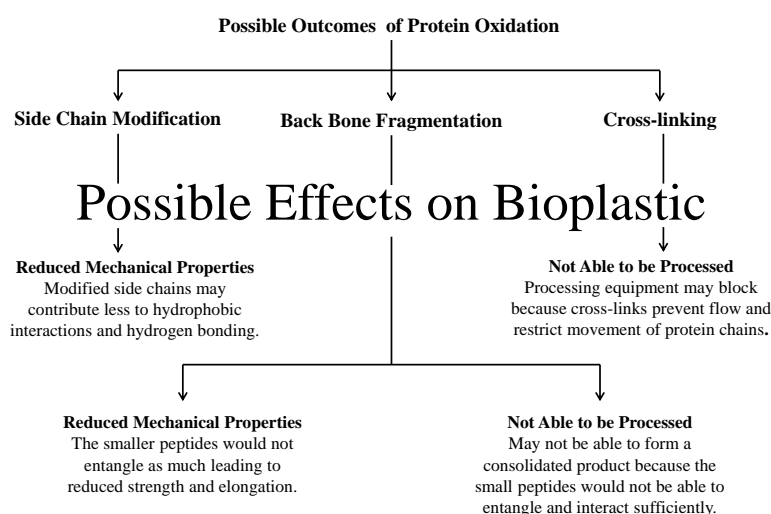 Possible Outcomes of Protein Oxidation
Side Chain Modification
Back Bone Fragmentation
Cross-linking
Possible Effects on Bioplastic
Reduced Mechanical Properties
Modified side chains may
contribute less to hydrophobic
interactions and hydrogen bonding.
Not Able to be Processed
Processing equipment may block
because cross-links prevent flow and
restrict movement of protein chains.
Reduced Mechanical Properties
The smaller peptides would not
entangle as much leading to
reduced strength and elongation.
Not Able to be Processed
May not be able to form a
consolidated product because the
small peptides would not be able to
entangle and interact sufficiently.